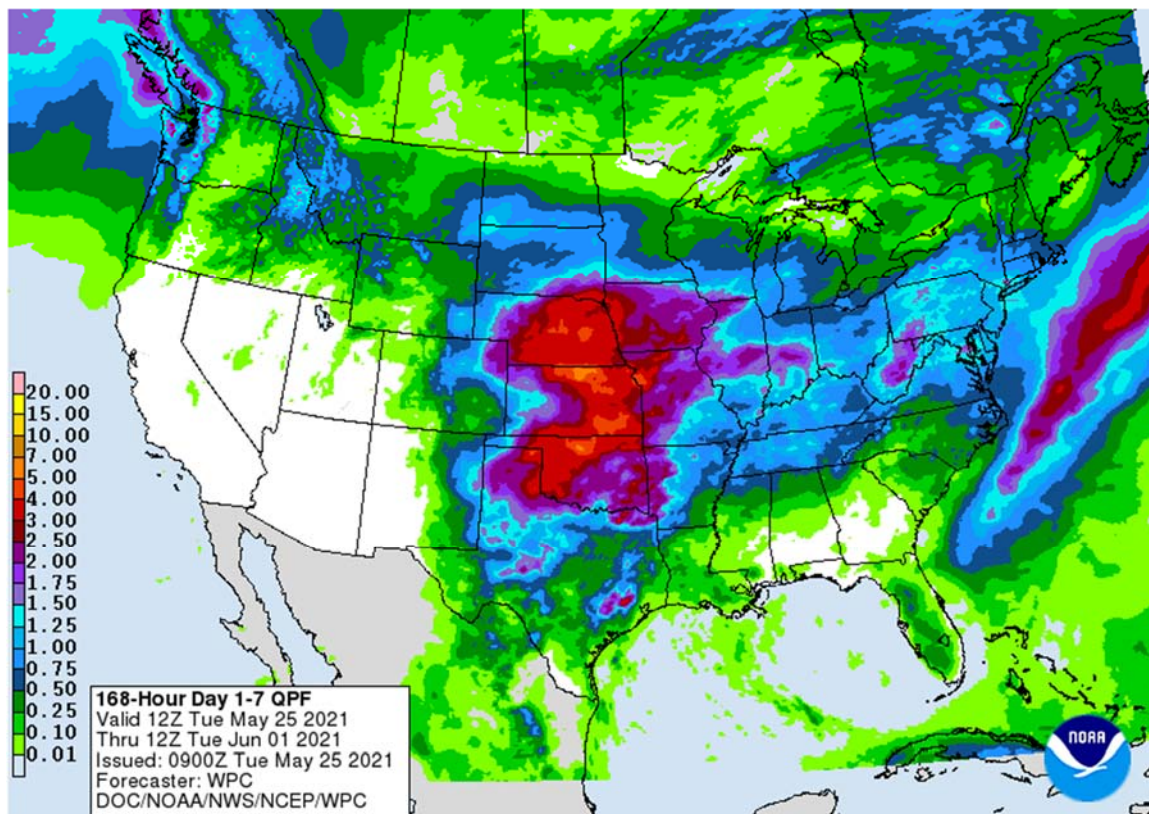 20.00
15.00
10.00
7.00
5.00
4.00
3.00
2.50
2.00
1.75
1.50
1.25
1.00
0.75
0.50
0.25
0.10
0.01
168-Hour Day 1-7 QPF
Valid 12Z Tue May 25 2021
Thru 12Z Tue Jun 01 2021
Issued: 0900Z Tue May 25 2021
Forecaster: WPC
DOC/NOAA/NWS/NCEP/WPC
NOAA